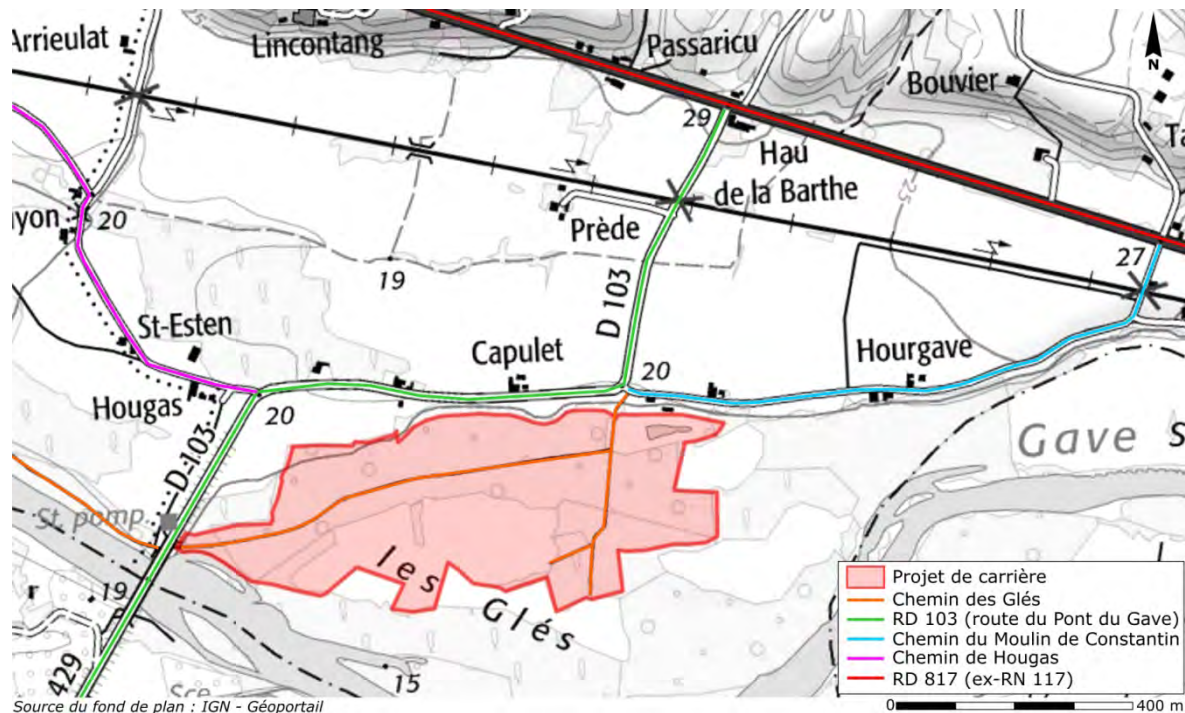 Arrieulat
Lincontang
Passaricu
N
Bouvier
Ta
29
Hau
de la Barthe
25
yon
20
Prède
27
19
D 103
St-Esten
Capulet
Hourgave
20
Hougas
20
D 103
Gave
S
St. pomp.
les Glés
19
r
429
15
Sce
Projet de carrière
Chemin des Glés
RD 103 (route du Pont du Gave)
Chemin du Moulin de Constantin
Chemin de Hougas
RD 817 (ex-RN 117)
Source du fond de plan : IGN - Géoportail
0 400 m